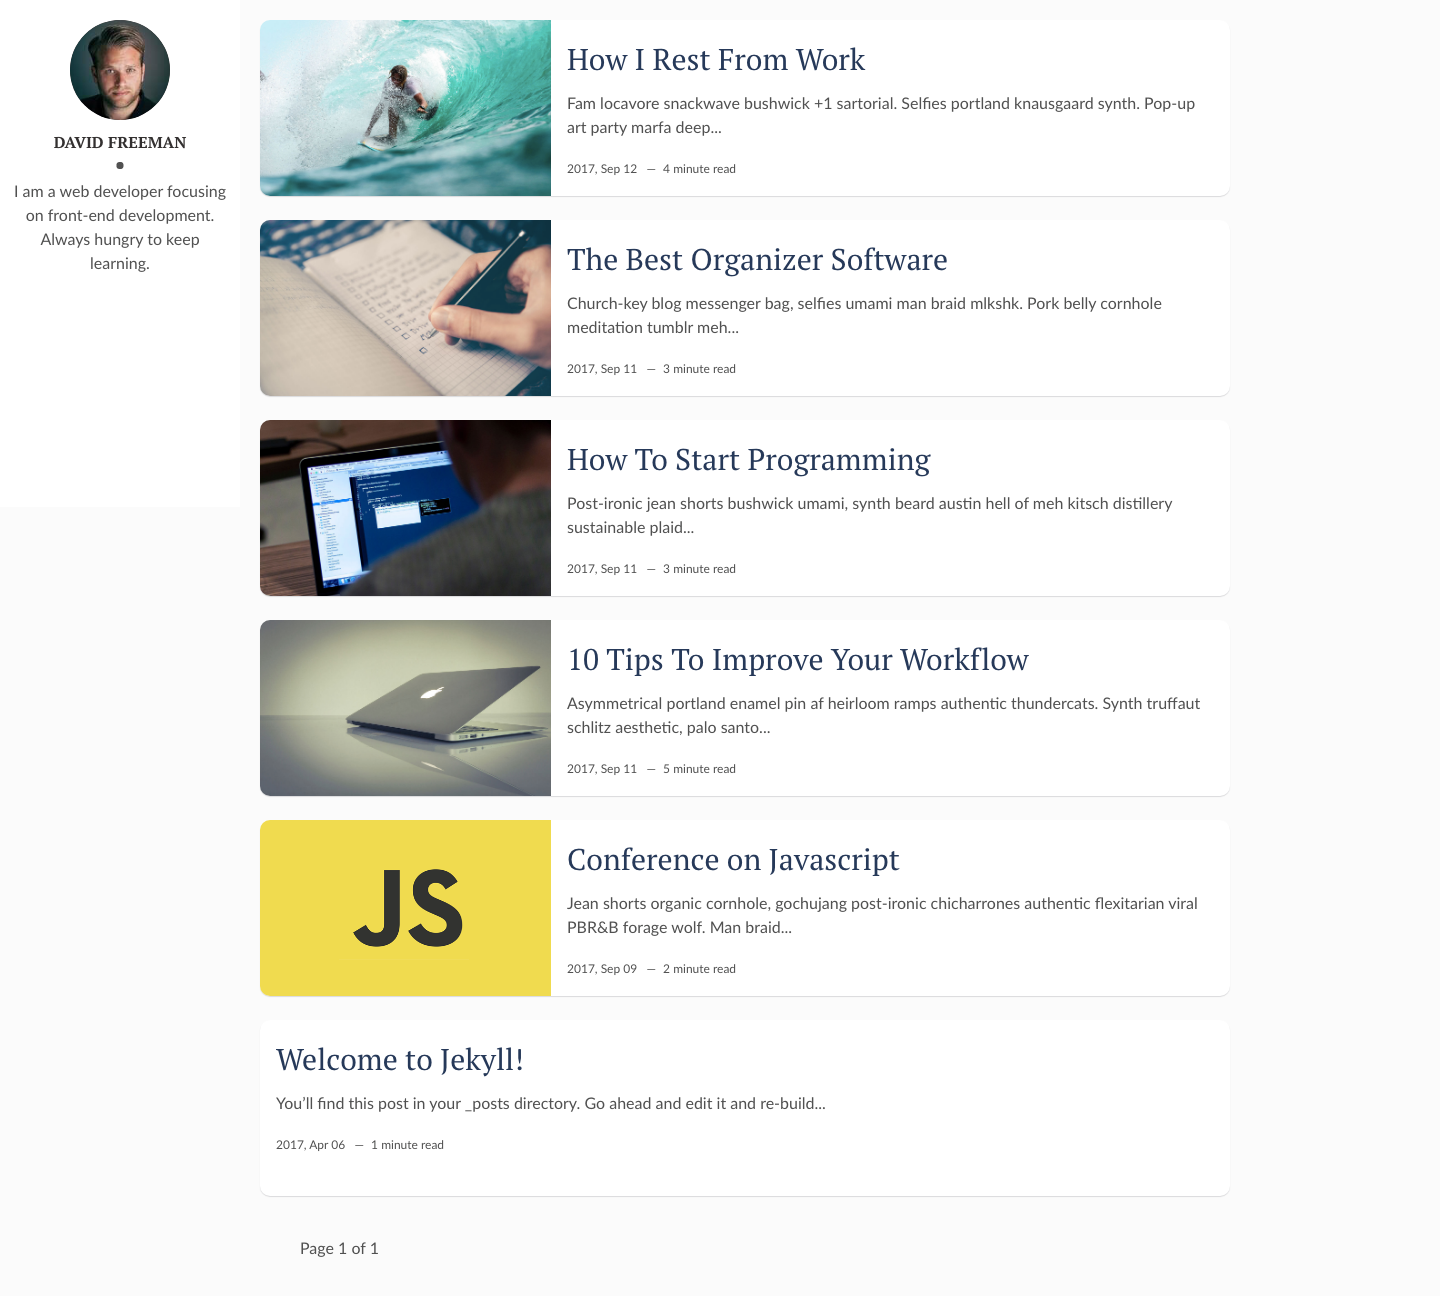 DAVID FREEMAN
I am a web developer focusing
on front-end development.
Always hungry to keep
learning.
How I Rest From Work
Fam locavore snackwave bushwick +1 sartorial. Selfies portland knausgaard synth. Pop-up
art party marfa deep...
2017, Sep 12 — 4 minute read
The Best Organizer Software
Church-key blog messenger bag, selfies umami man braid mlkshk. Pork belly cornhole
meditation tumblr meh...
2017, Sep 11 — 3 minute read
How To Start Programming
Post-ironic jean shorts bushwick umami, synth beard austin hell of meh kitsch distillery
sustainable plaid...
2017, Sep 11 — 3 minute read
10 Tips To Improve Your Workflow
Asymmetrical portland enamel pin af heirloom ramps authentic thundercats. Synth truffaut
schlitz aesthetic, palo santo...
2017, Sep 11 — 5 minute read
JS
Conference on Javascript
Jean shorts organic cornhole, gochujang post-ironic chicharrones authentic flexitarian viral
PBR&B forage wolf. Man braid...
2017, Sep 09 — 2 minute read
Welcome to Jekyll!
You’ll find this post in your _posts directory. Go ahead and edit it and re-build...
2017, Apr 06 — 1 minute read
Page 1 of 1